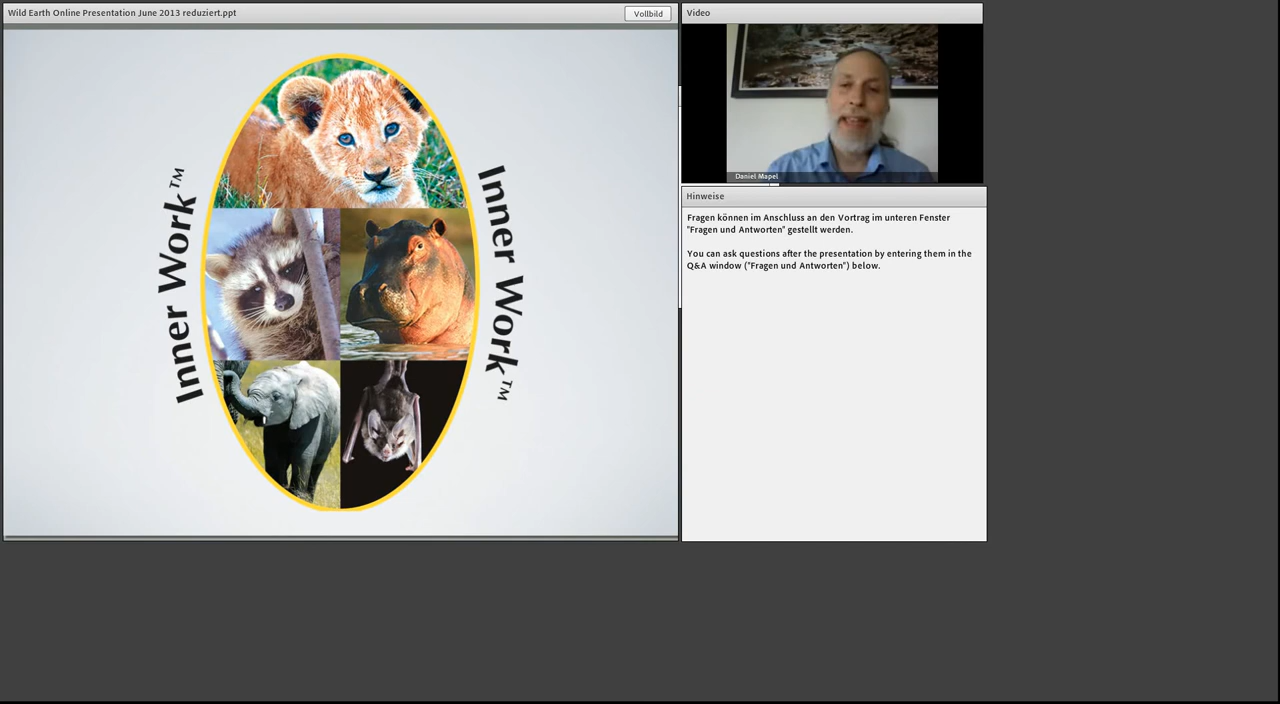 Wild Earth Online Presentation June 2013 reduziert.ppt
Vollbild
Inner Work™
Inner Work™
Video
Daniel Mapel
Hinweise
Fragen können im Anschluss an den Vortrag im unteren Fenster
"Fragen und Antworten" gestellt werden.
You can ask questions after the presentation by entering them in the
Q&A window ("Fragen und Antworten") below.